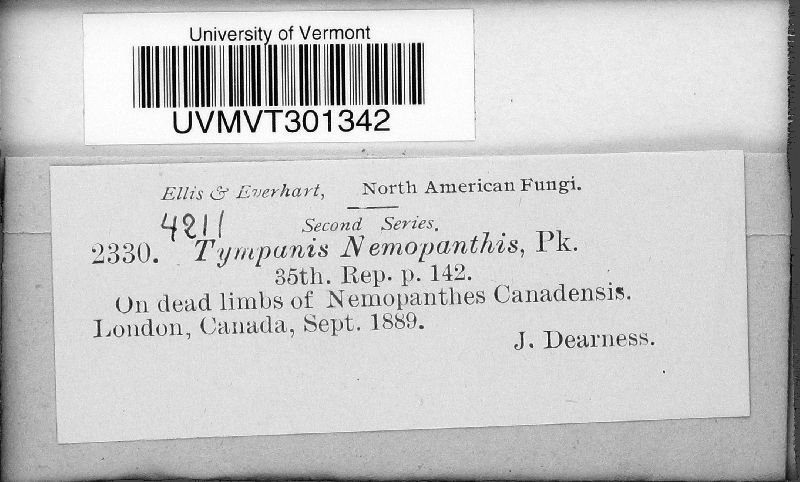 University of Vermont
UVMVT301342
Ellis & Everhart, North American Fungi.
4211 Second Series.
2330. Tympanis Nemopanthis, Pk.
35th. Rep. p. 142.
On dead limbs of Nemopanthes Canadensis.
London, Canada, Sept. 1889.
J. Dearness.